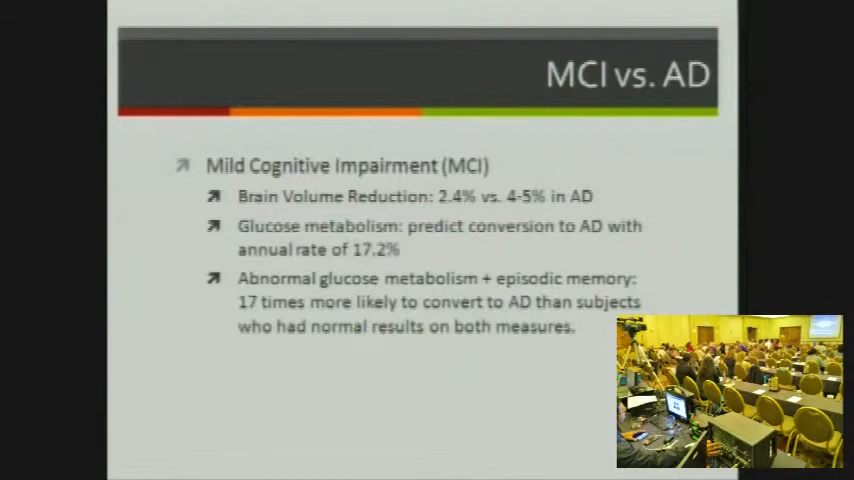 MCI vs. AD
Mild Cognitive Impairment (MCI)
Brain Volume Reduction: 2.4% vs. 4-5% in AD
Glucose metabolism: predict conversion to AD with
annual rate of 17.2%
Abnormal glucose metabolism + episodic memory:
17 times more likely to convert to AD than subjects
who had normal results on both measures.